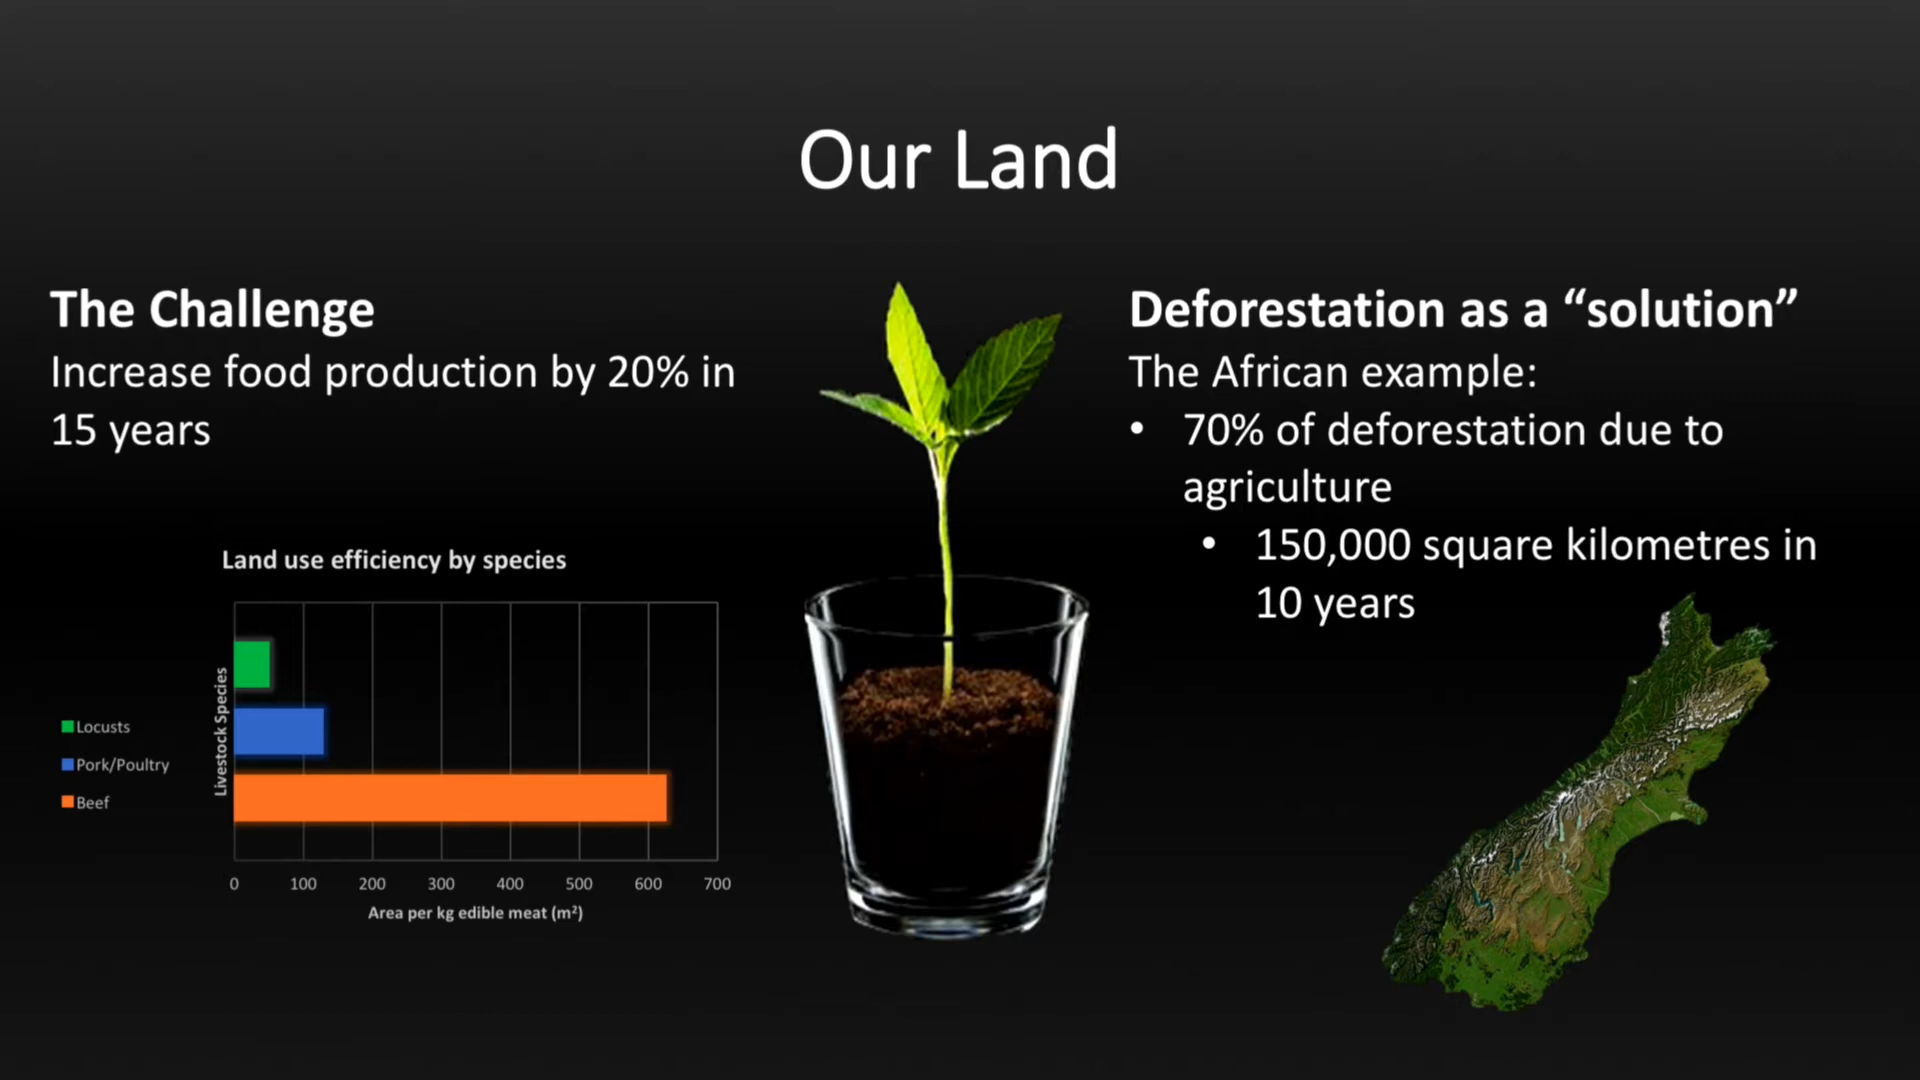 Our Land
The Challenge
Increase food production by 20% in
15 years
Land use efficiency by species
Livestock Species
Locusts
Pork/Poultry
Beef
0 100 200 300 400 500 600 700
Area per kg edible meat (m²)
Deforestation as a “solution”
The African example:
• 70% of deforestation due to
agriculture
• 150,000 square kilometres in
10 years